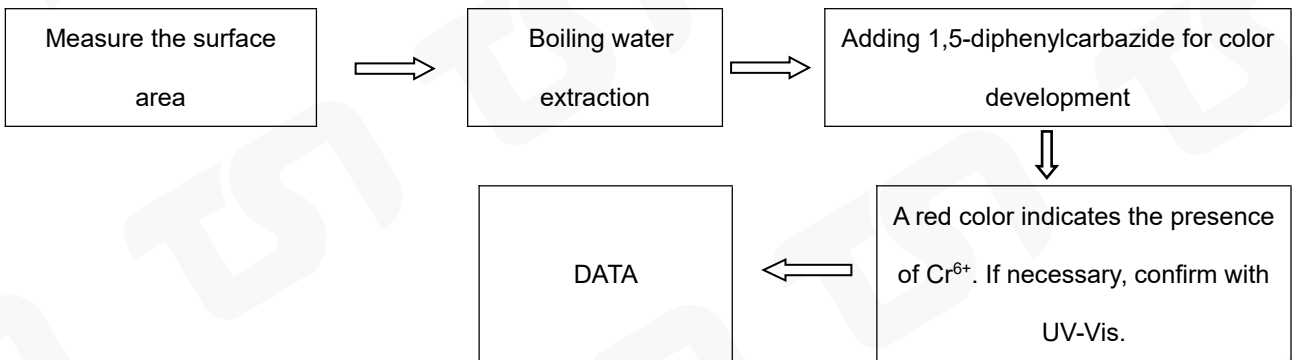 Measure the surface
area
Boiling water
extraction
Adding 1,5-diphenylcarbazide for color
development
A red color indicates the presence
of Cr⁶⁺. If necessary, confirm with
UV-Vis.
DATA